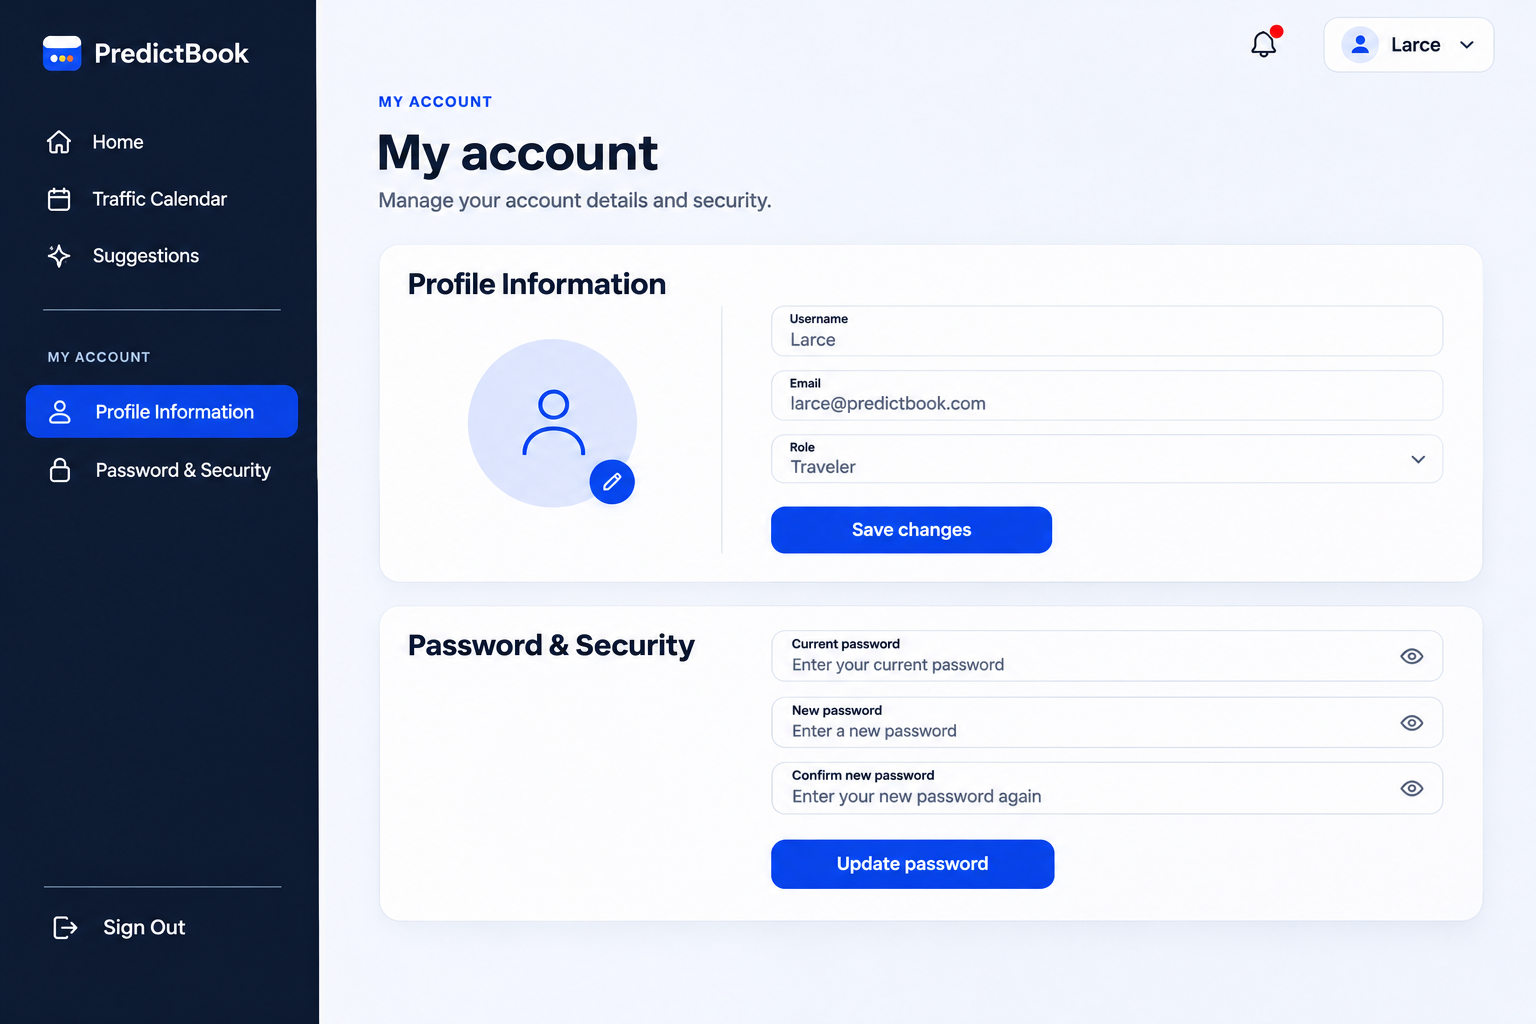 PredictBook
Home
Traffic Calendar
Suggestions
MY ACCOUNT
Profile Information
Password & Security
Sign Out
Larce
MY ACCOUNT
My account
Manage your account details and security.
Profile Information
Username
Larce
Email
larce@predictbook.com
Role
Traveler
Save changes
Password & Security
Current password
Enter your current password
New password
Enter a new password
Confirm new password
Enter your new password again
Update password